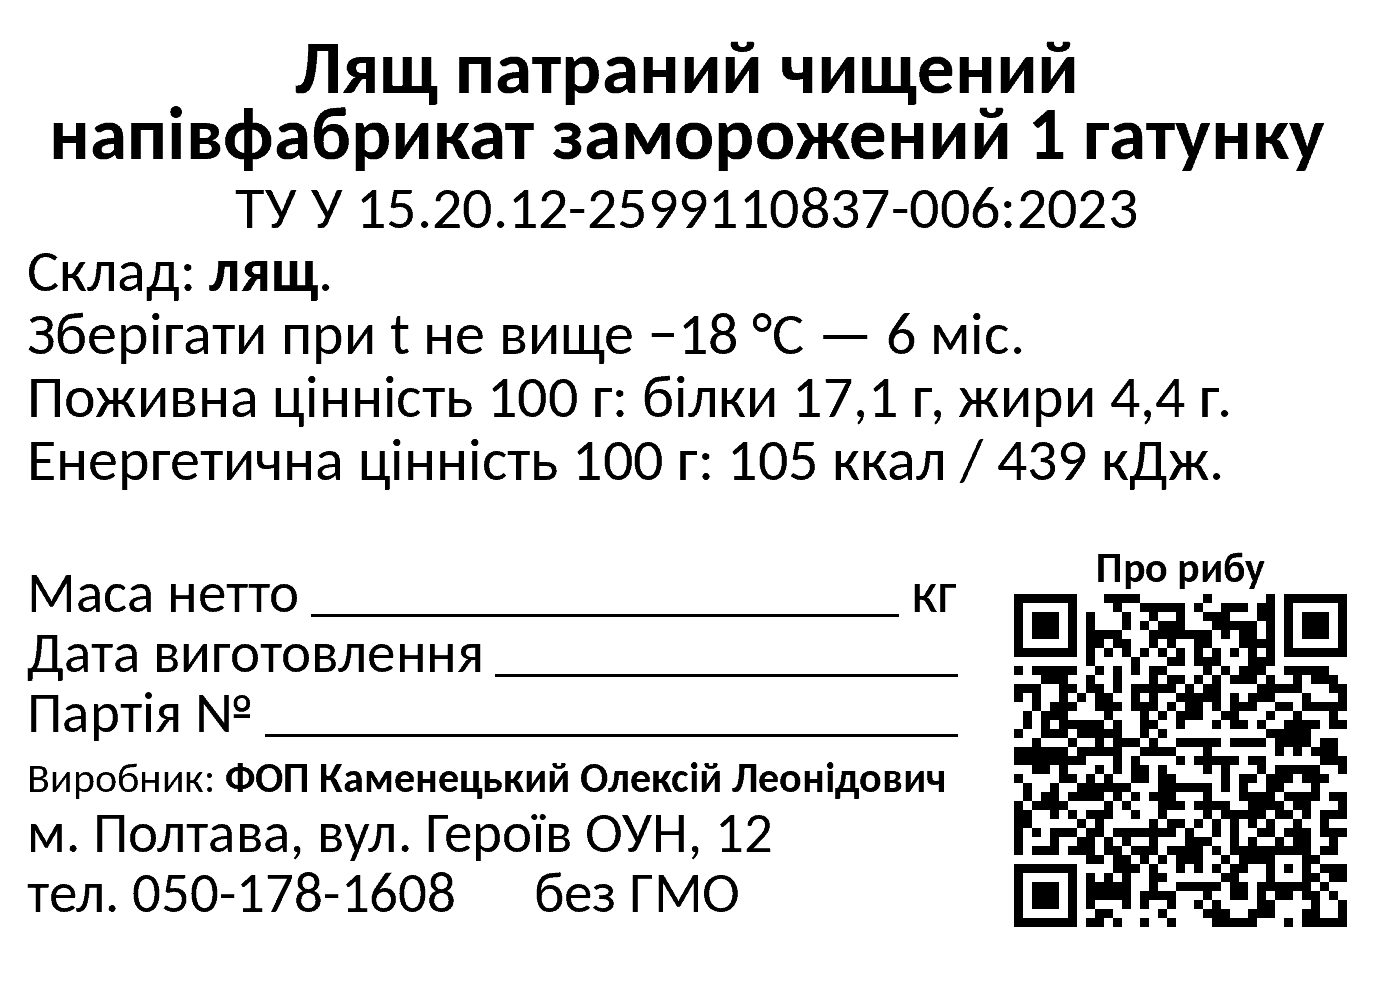 Лящ патраний чищений
напівфабрикат заморожений 1 гатунку
ТУ У 15.20.12-2599110837-006:2023
Склад: лящ.
Зберігати при t не вище −18 °C — 6 міс.
Поживна цінність 100 г: білки 17,1 г, жири 4,4 г.
Енергетична цінність 100 г: 105 ккал / 439 кДж.
Маса нетто ____________________ кг
Дата виготовлення ________________
Партія № ________________________
Виробник: ФОП Каменецький Олексій Леонідович
м. Полтава, вул. Героїв ОУН, 12
тел. 050-178-1608 без ГМО
Про рибу